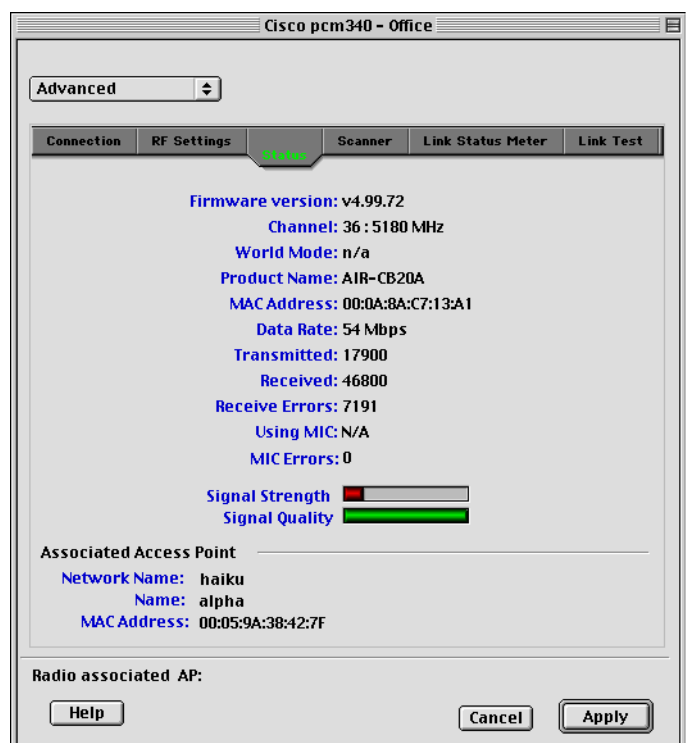 Cisco pcm340 - Office
Advanced
Connection RF Settings Status Scanner Link Status Meter Link Test
Firmware version: v4.99.72
Channel: 36 : 5180 MHz
World Mode: n/a
Product Name: AIR-CB20A
MAC Address: 00:0A:8A:C7:13:A1
Data Rate: 54 Mbps
Transmitted: 17900
Received: 46800
Receive Errors: 7191
Using MIC: N/A
MIC Errors: 0
Signal Strength
Signal Quality
Associated Access Point
Network Name: haiku
Name: alpha
MAC Address: 00:05:9A:38:42:7F
Radio associated AP:
Help Cancel Apply